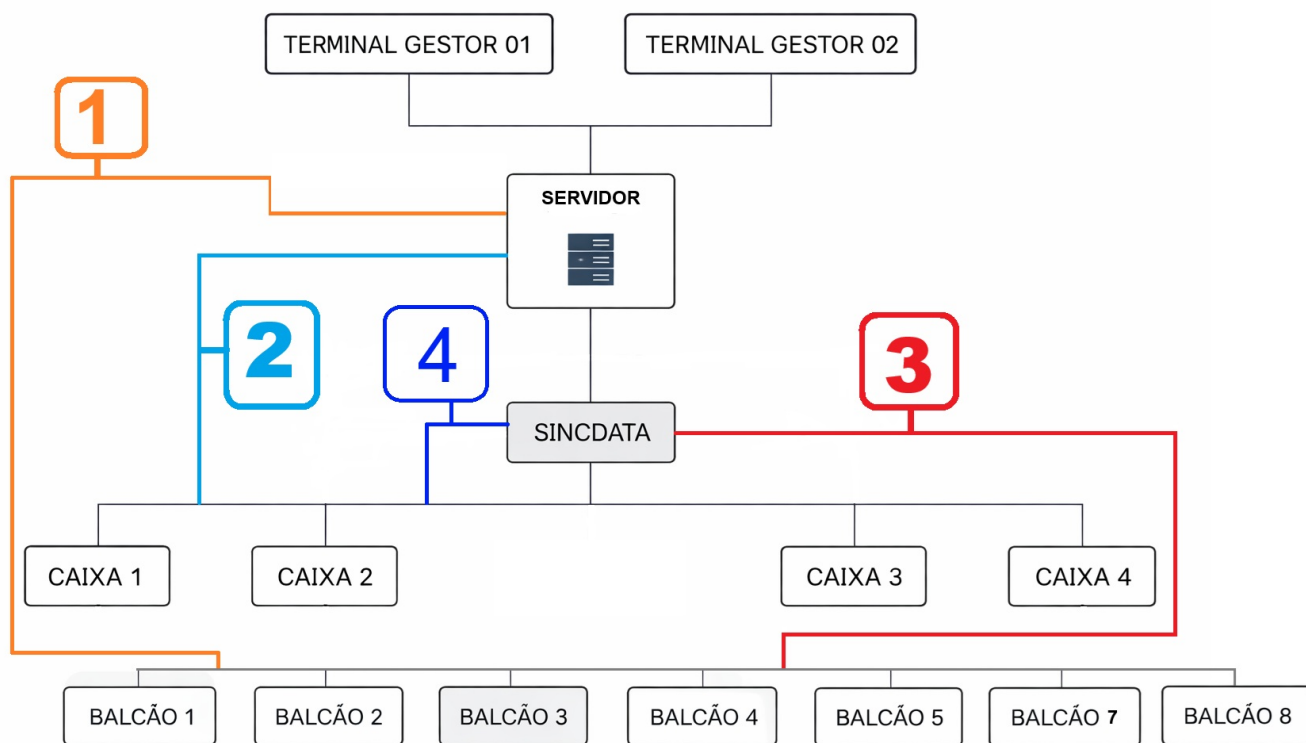 TERMINAL GESTOR 01
TERMINAL GESTOR 02
1
SERVIDOR
2
4
3
SINCDATA
CAIXA 1
CAIXA 2
CAIXA 3
CAIXA 4
BALCÃO 1
BALCÃO 2
BALCÃO 3
BALCÃO 4
BALCÃO 5
BALCÃO 7
BALCÃO 8